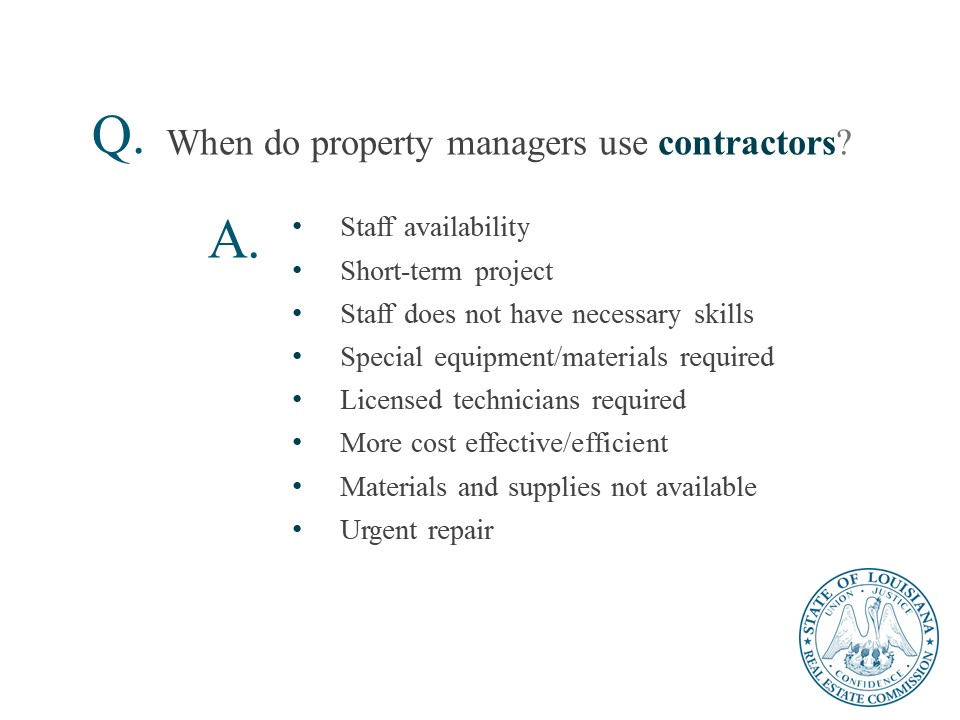 Q. When do property managers use contractors?
A. • Staff availability
• Short-term project
• Staff does not have necessary skills
• Special equipment/materials required
• Licensed technicians required
• More cost effective/efficient
• Materials and supplies not available
• Urgent repair
STATE OF LOUISIANA
UNION · JUSTICE
CONFIDENCE
REAL ESTATE COMMISSION